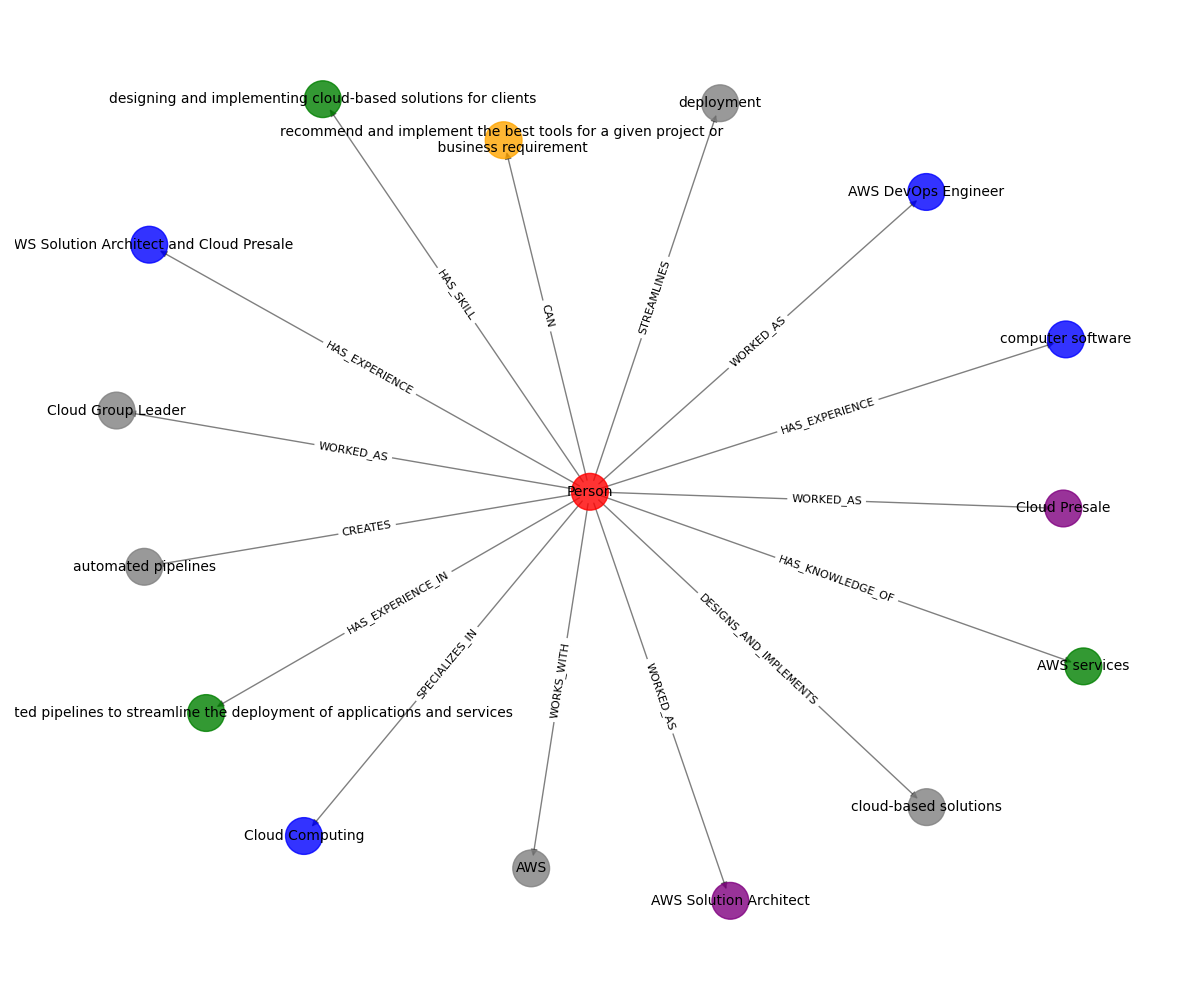 designing and implementing cloud-based solutions for clients
deployment
recommend and implement the best tools for a given project or
business requirement
AWS DevOps Engineer
WS Solution Architect and Cloud Presale
HAS_SKILL
CAN
STREAMLINES
WORKED_AS
computer software
HAS_EXPERIENCE
HAS_EXPERIENCE
Cloud Group Leader
WORKED_AS
Person
WORKED_AS
Cloud Presale
CREATES
automated pipelines
HAS_KNOWLEDGE_OF
HAS_EXPERIENCE_IN
DESIGNS_AND_IMPLEMENTS
SPECIALIZES_IN
WORKS_WITH
WORKED_AS
AWS services
ted pipelines to streamline the deployment of applications and services
cloud-based solutions
Cloud Computing
AWS
AWS Solution Architect